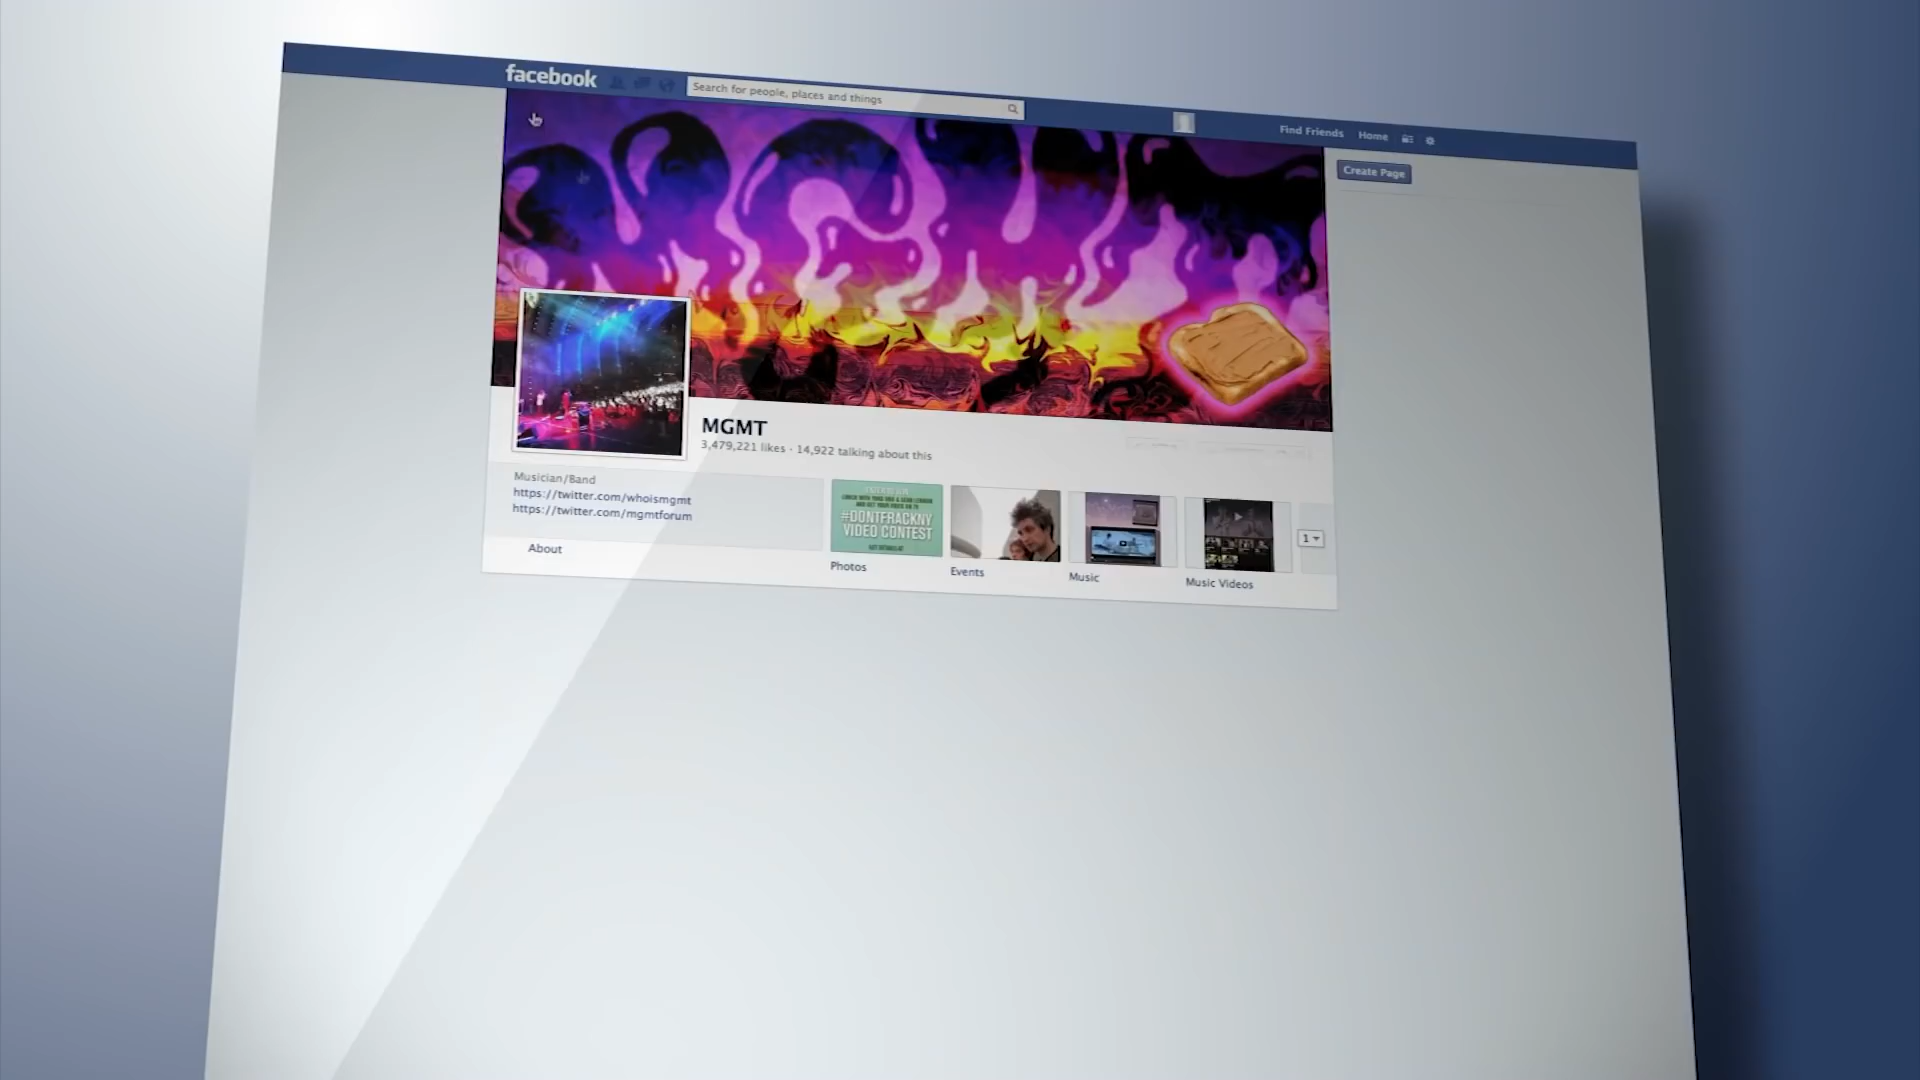 facebook
Search for people, places and things
Find Friends
Home
Create Page
MGMT
3,479,221 likes · 14,922 talking about this
Musician/Band
https://twitter.com/whoismgmt
https://twitter.com/mgmtforum
About
#DONTFRACKNY
VIDEO CONTEST
Photos
Events
Music
Music Videos
1